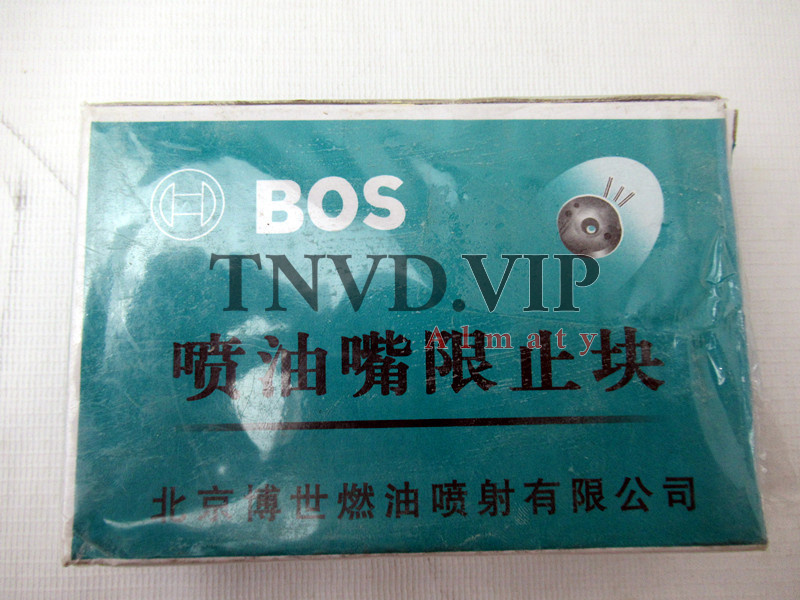 BOS
TNVD.VIP
Almaty
喷油嘴限止块
北京博世燃油喷射有限公司